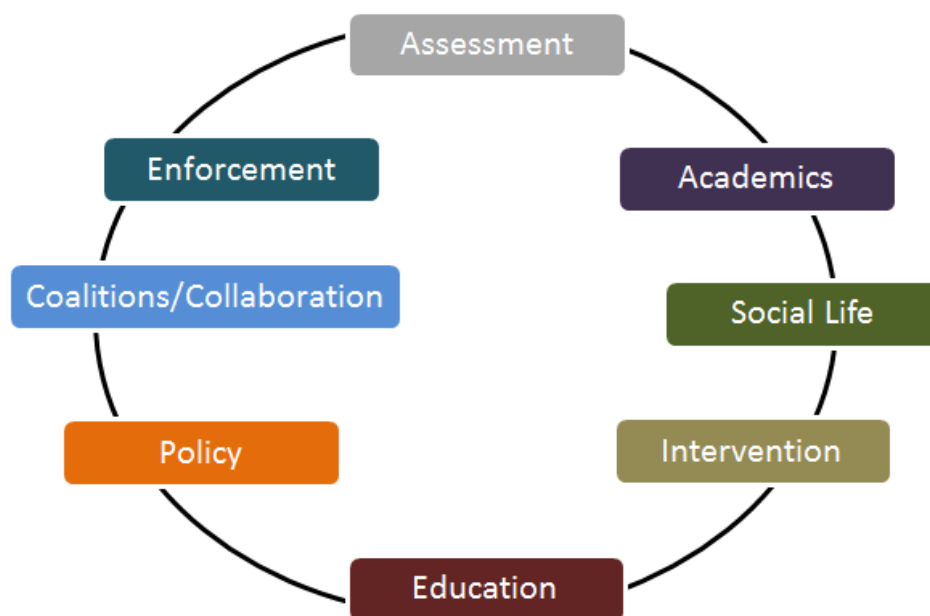 Assessment
Enforcement
Academics
Coalitions/Collaboration
Social Life
Policy
Intervention
Education